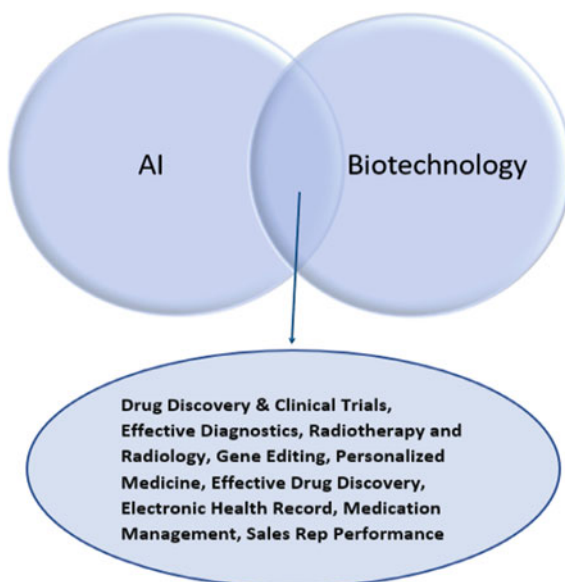 AI
Biotechnology
Drug Discovery & Clinical Trials,
Effective Diagnostics, Radiotherapy and
Radiology, Gene Editing, Personalized
Medicine, Effective Drug Discovery,
Electronic Health Record, Medication
Management, Sales Rep Performance